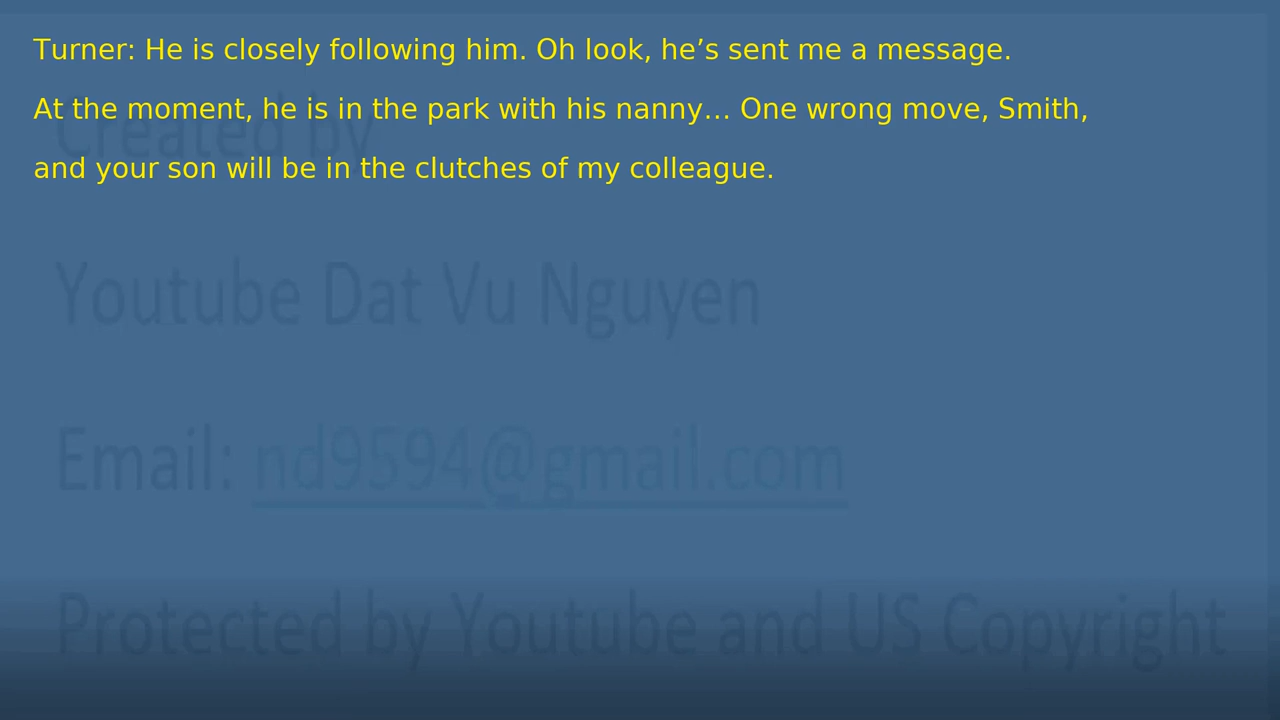 Turner: He is closely following him. Oh look, he’s sent me a message.
At the moment, he is in the park with his nanny… One wrong move, Smith,
Created by
and your son will be in the clutches of my colleague.
Youtube Dat Vu Nguyen
Email: nd9594@gmail.com
Protected by Youtube and US Copyright